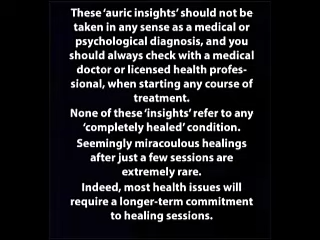 These ‘auric insights’ should not be
taken in any sense as a medical or
psychological diagnosis, and you
should always check with a medical
doctor or licensed health profes-
sional, when starting any course of
treatment.
None of these ‘insights’ refer to any
‘completely healed’ condition.
Seemingly miraculous healings
after just a few sessions are
extremely rare.
Indeed, most health issues will
require a longer-term commitment
to healing sessions.